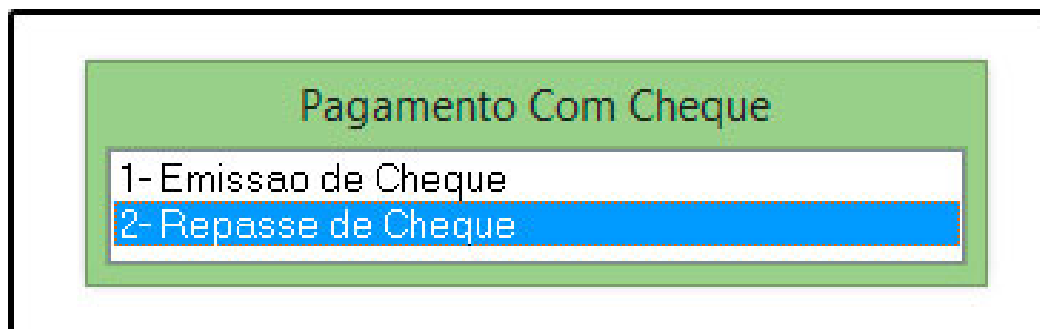 Pagamento Com Cheque
1- Emissao de Cheque
2- Repasse de Cheque